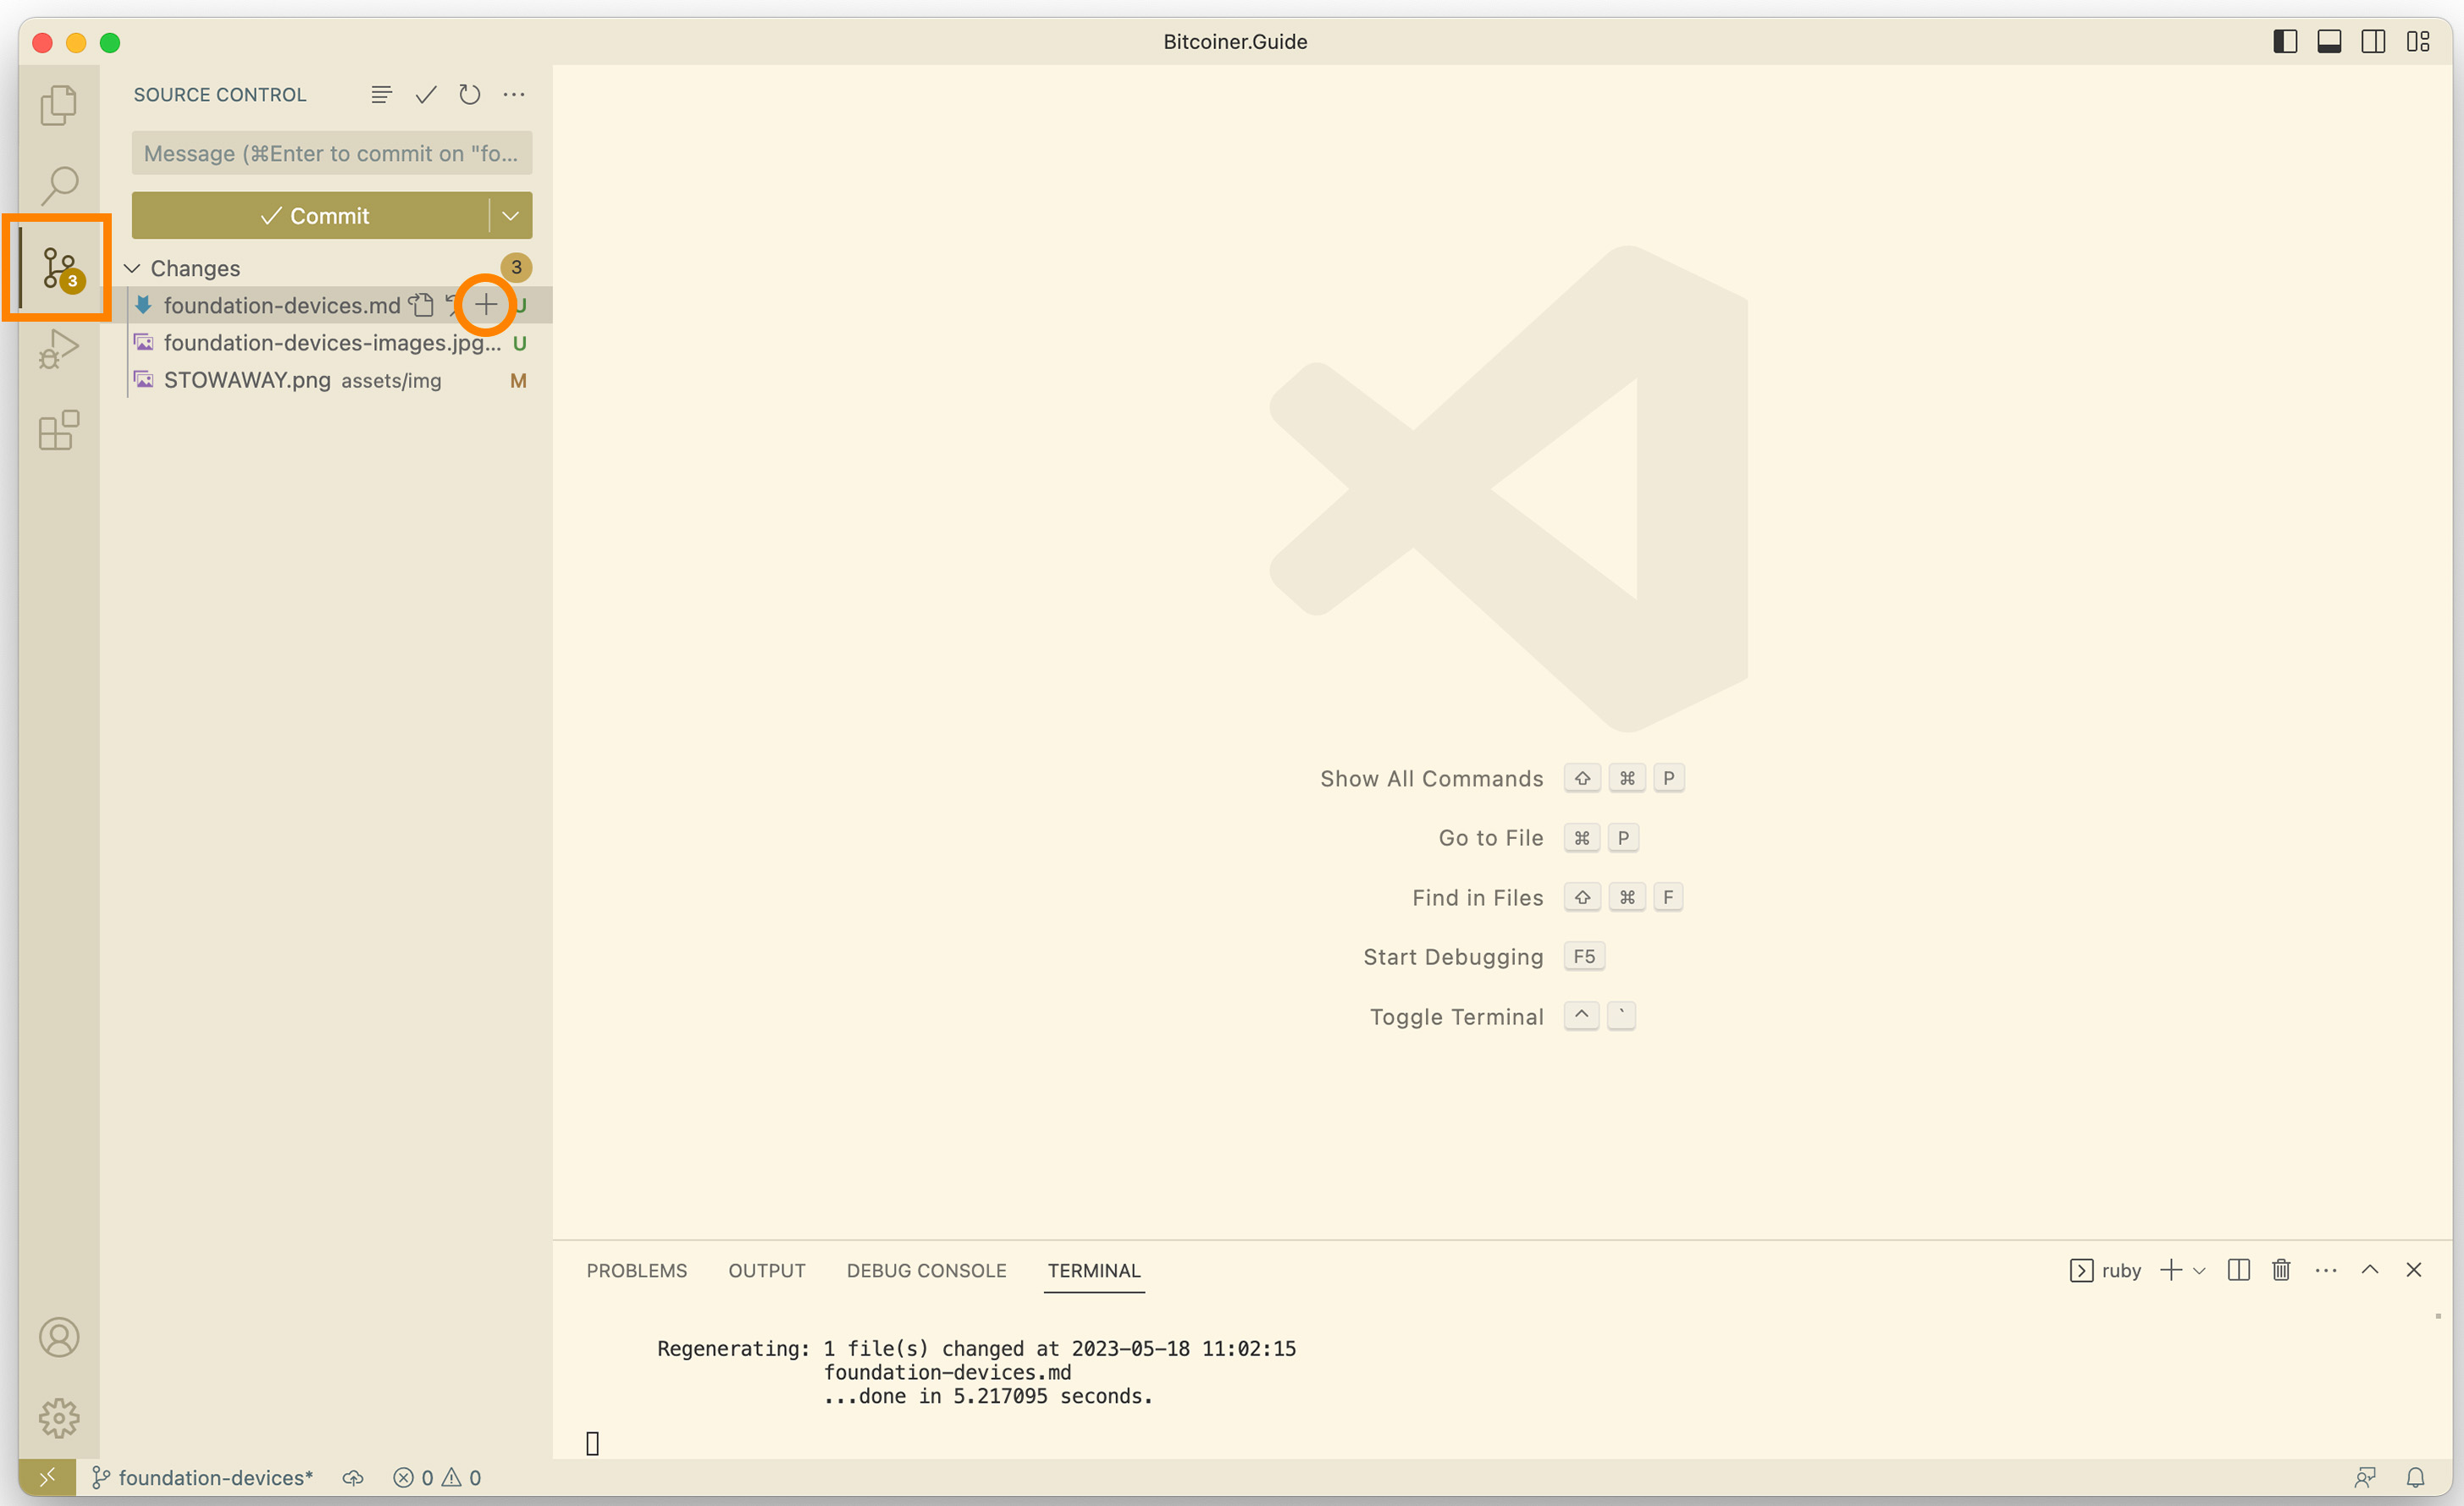 Bitcoiner.Guide
SOURCE CONTROL
Message (⌘Enter to commit on "fo...
Commit
3
Changes 3
foundation-devices.md U
foundation-devices-images.jpg... U
STOWAWAY.png assets/img M
Show All Commands ⇧ ⌘ P
Go to File ⌘ P
Find in Files ⇧ ⌘ F
Start Debugging F5
Toggle Terminal ^ `
PROBLEMS OUTPUT DEBUG CONSOLE TERMINAL ruby
Regenerating: 1 file(s) changed at 2023-05-18 11:02:15
foundation-devices.md
...done in 5.217095 seconds.
foundation-devices* 0 0